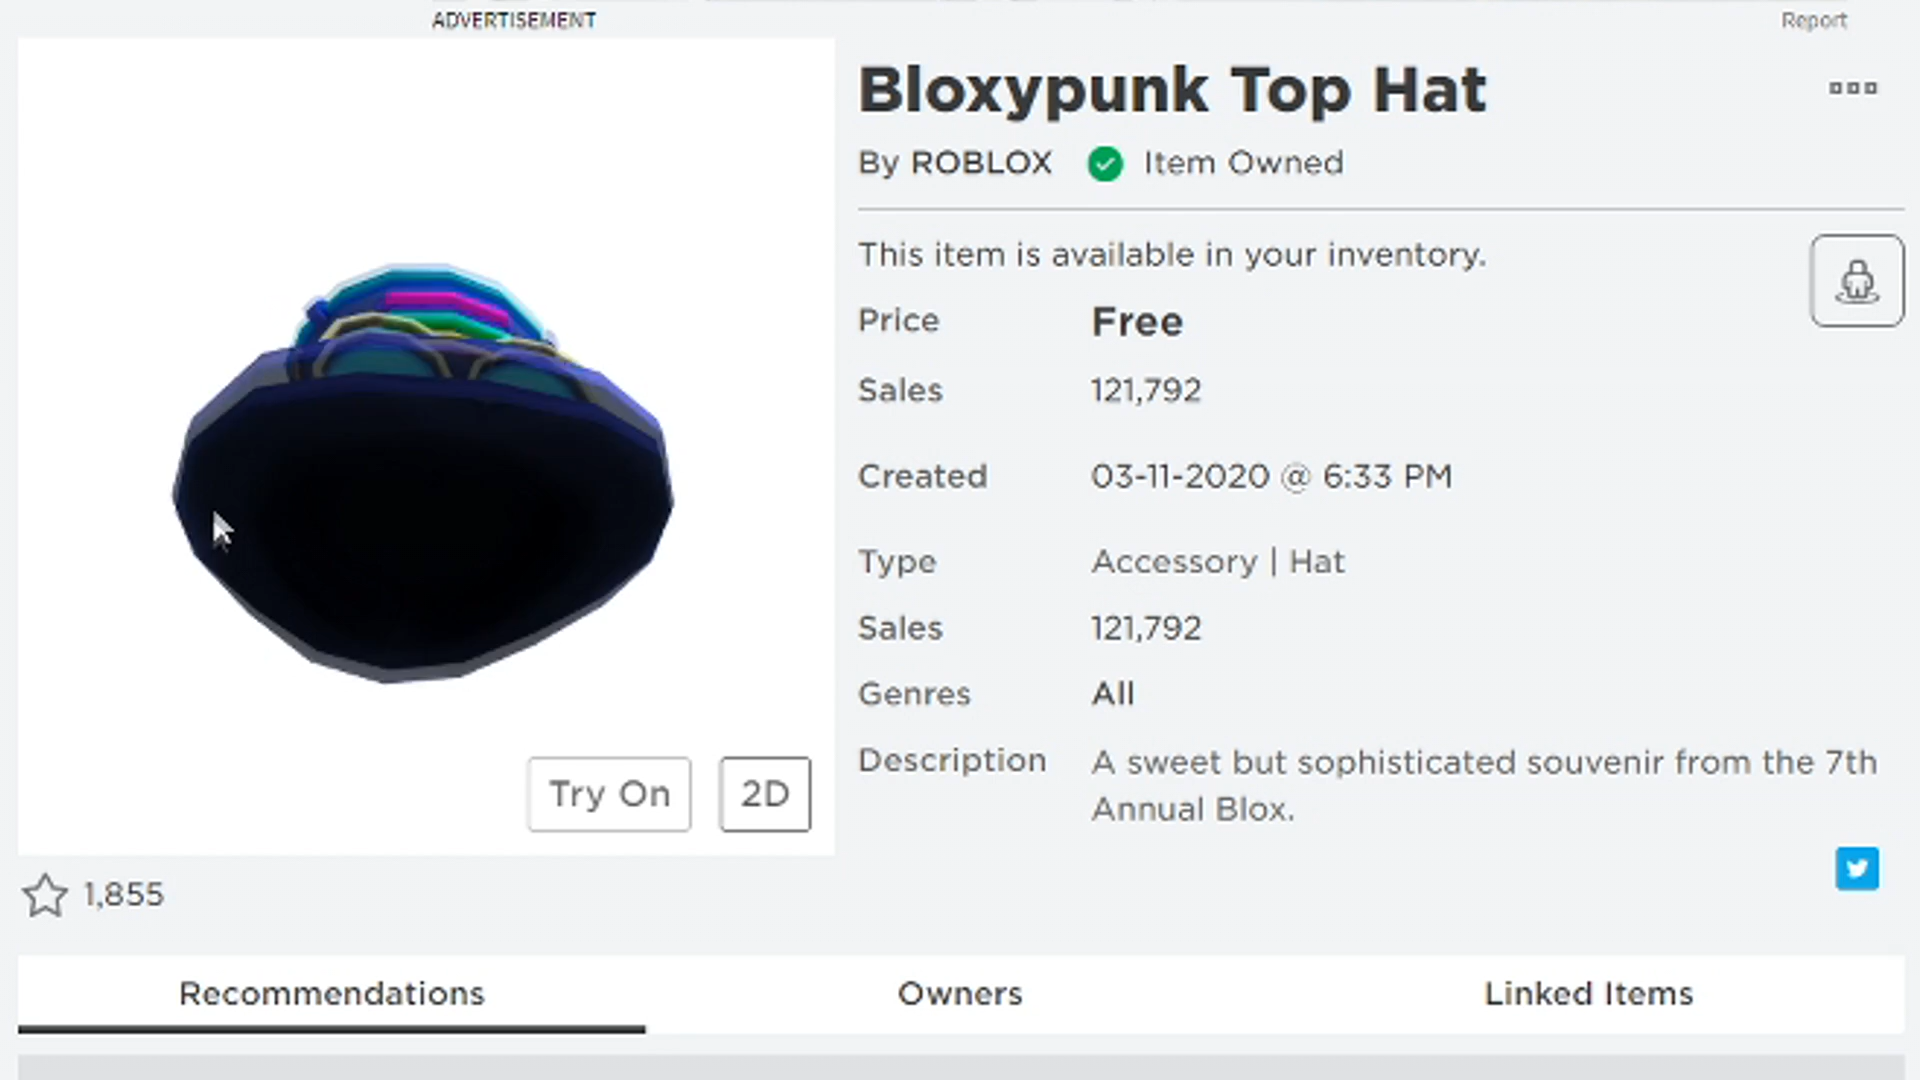 ADVERTISEMENT
Report
Bloxypunk Top Hat
By ROBLOX Item Owned
This item is available in your inventory.
Price Free
Sales 121,792
Created 03-11-2020 @ 6:33 PM
Type Accessory | Hat
Sales 121,792
Genres All
Description A sweet but sophisticated souvenir from the 7th
Annual Blox.
Try On 2D
1,855
Recommendations Owners Linked Items